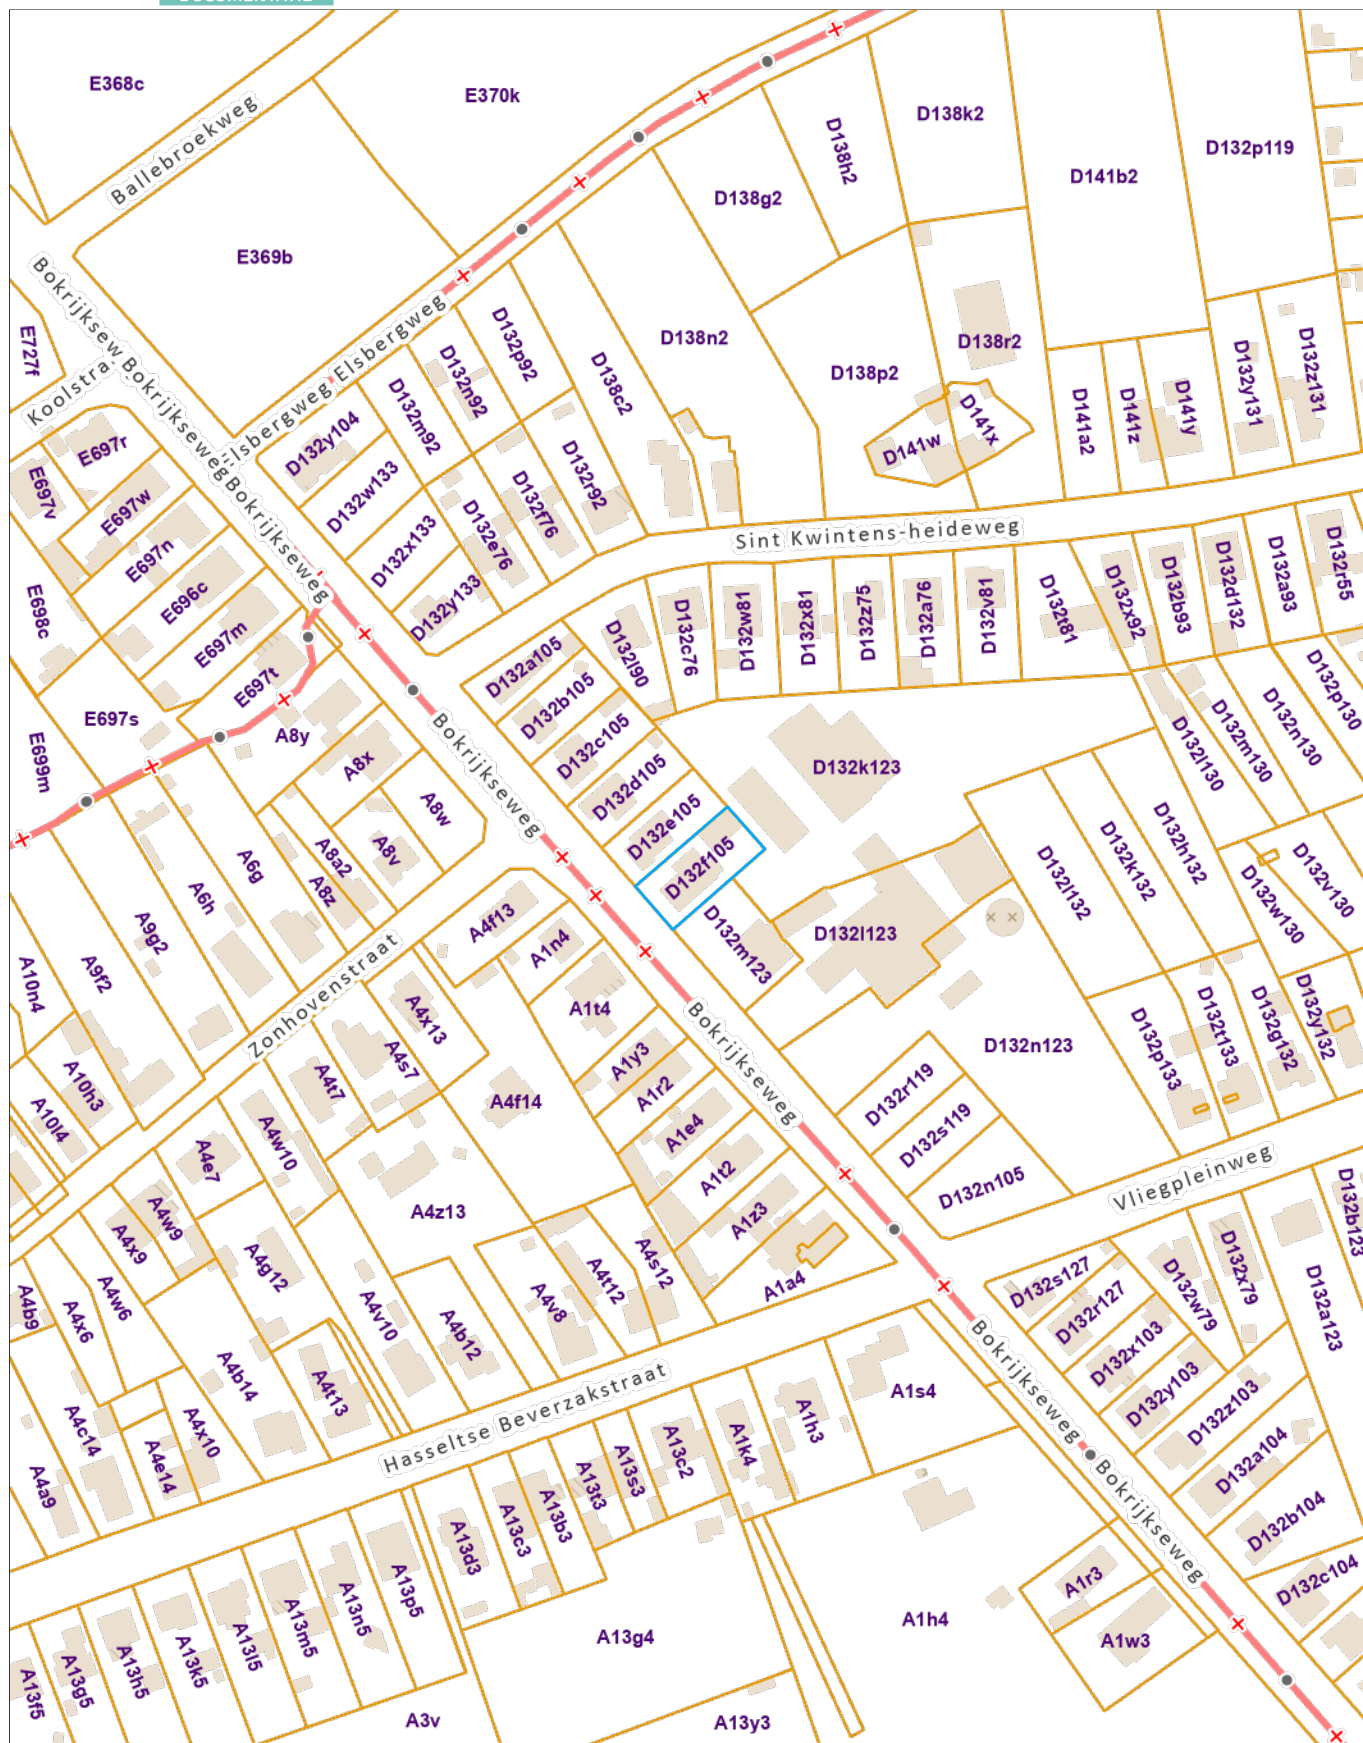 E368c
E370k
Ballebroekweg
D138k2
D138h2
D132p119
D141b2
D138g2
E369b
Bokrijksew
Elsbergweg
D132p92
D138n2
D138r2
E727f
Koolstra
Bokrijkseweg
Elsbergweg
D132n92
D138c2
D138p2
D132y131
D132z131
D132m92
D132y104
D141x
D141w
D141a2
D141z
D141y
E697r
E697v
E697w
D132w133
D132r92
D132f76
Bokrijkseweg
E697n
D132x133
D132e76
Sint Kwintens-heideweg
E696c
E698c
D132y133
E697m
D132l90
D132c76
D132w81
D132x81
D132z75
D132a76
D132v81
D132t81
D132x92
D132b93
D132d132
D132a93
D132r55
D132a105
E697t
D132b105
D132p130
E697s
A8y
D132c105
D132l130
D132m130
D132n130
E699m
Bokrijkseweg
A8x
D132d105
D132k123
A8w
D132e105
A6g
A8a2
A8v
D132f105
A8z
D132l132
D132k132
D132h132
D132v130
D132w130
A6h
A9g2
A4f13
A1n4
D132m123
D132l123
A9f2
A10n4
Zonhovenstraat
A4x13
A1t4
D132n123
D132p133
D132t133
D132g132
D132y132
A4s7
A1y3
Bokrijkseweg
A10h3
A4t7
A1r2
A4f14
D132r119
A10l4
A4w10
A1e4
D132s119
A4e7
A1t2
D132n105
Vliegpleinweg
A4z13
A1z3
D132b123
A4w9
A4x9
A4g12
A4s12
A4t12
A1a4
D132s127
D132r127
D132w79
D132x79
D132a123
A4b9
A4x6
A4w6
A4v10
A4b12
A4v8
D132x103
A4b14
A4t13
Hasseltse Beverzakstraat
A1s4
Bokrijkseweg
D132y103
D132z103
A4c14
A4x10
A4e14
A4a9
A1h3
A1k4
A13c2
A13s3
A13t3
D132a104
A13b3
A13c3
A13d3
Bokrijkseweg
D132b104
A1r3
D132c104
A13p5
A13n5
A13m5
A13l5
A13k5
A13h5
A13g5
A13f5
A13g4
A1h4
A1w3
A3v
A13y3